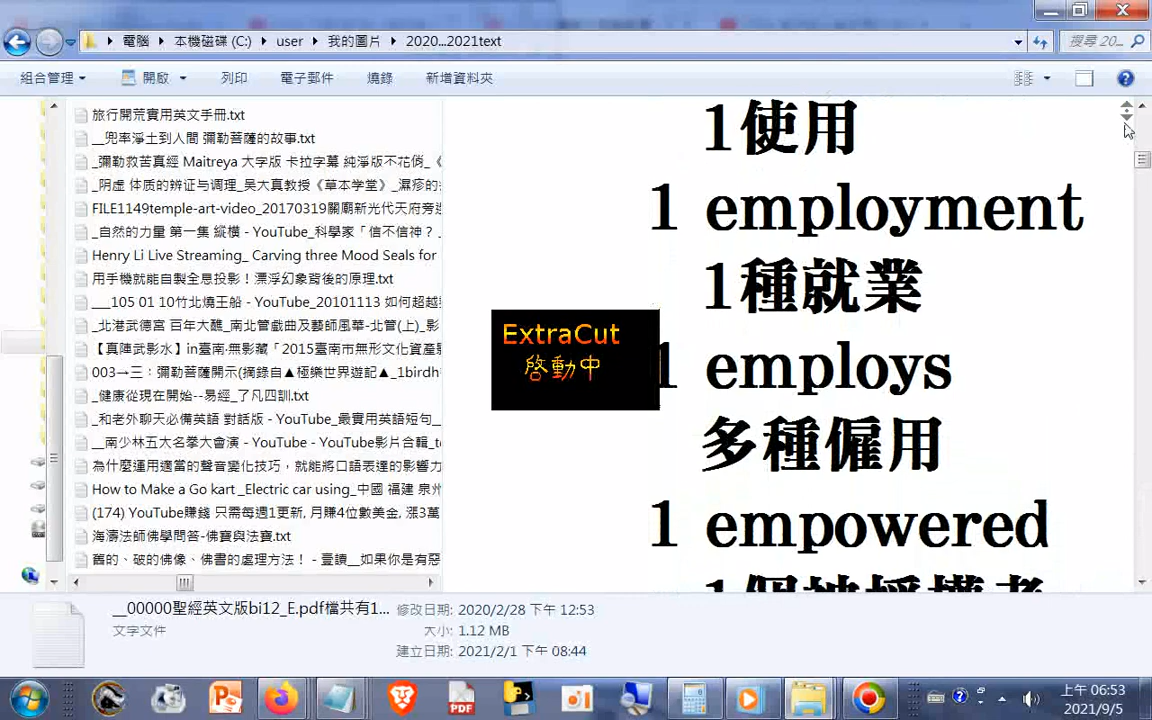 電腦 ▸ 本機磁碟 (C:) ▸ user ▸ 我的圖片 ▸ 2020...2021text
搜尋 20...
組合管理 開啟 列印 電子郵件 燒錄 新增資料夾
旅行開荒實用英文手冊.txt
__兜率淨土到人間 彌勒菩薩的故事.txt
_彌勒救苦真經 Maitreya 大字版 卡拉字幕 純淨版不花俏_《
_阴虚 体质的辨证与调理_吴大真教授《草本学堂》_濕疹的
FILE1149temple-art-video_20170319關廟新光代天府旁邊
_自然的力量 第一集 縱橫 - YouTube_科學家「信不信神？」
Henry Li Live Streaming_ Carving three Mood Seals for
用手機就能自製全息投影！漂浮幻象背後的原理.txt
___105 01 10竹北燒王船 - YouTube_20101113 如何超越
_北港武德宮 百年大醮_南北管戲曲及藝師風華-北管(上)_影
【真陣武影水】in臺南·無影藏「2015臺南市無形文化資產
003→三：彌勒菩薩開示(摘錄自▲極樂世界遊記▲_1birdh
_健康從現在開始--易經_了凡四訓.txt
_和老外聊天必備英語 對話版 - YouTube_最實用英語短句_
__南少林五大名拳大會演 - YouTube - YouTube影片合輯_to
為什麼運用適當的聲音變化技巧，就能將口語表達的影響力
How to Make a Go kart _Electric car using_中國 福建 泉州
(174) YouTube賺錢 只需每週1更新, 月賺4位數美金, 漲3萬
海濤法師佛學問答-佛寶與法寶.txt
舊的、破的佛像、佛書的處理方法！ - 壹讀__如果你是有惡
1使用
1 employment
1種就業
1 employs
多種僱用
1 empowered
1個被授權者
ExtraCut
啓動中
__00000聖經英文版bi12_E.pdf檔共有1...
文字文件
修改日期: 2020/2/28 下午 12:53
大小: 1.12 MB
建立日期: 2021/2/1 下午 08:44
上午 06:53
2021/9/5